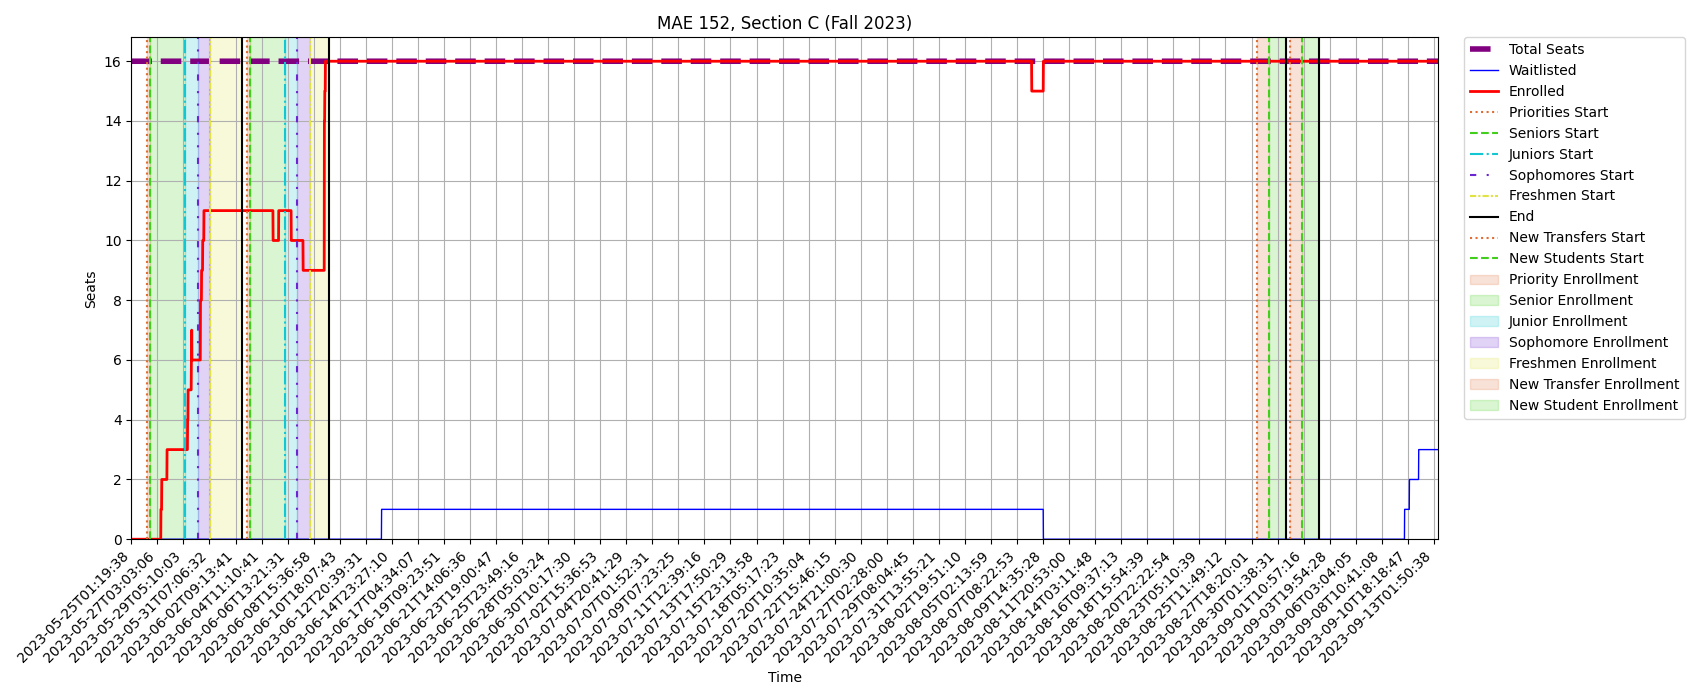 MAE 152, Section C (Fall 2023)
Seats
16
14
12
10
8
6
4
2
0
2023-05-25T01:19:38
2023-05-27T03:03:06
2023-05-29T05:10:03
2023-05-31T07:06:32
2023-06-02T09:13:41
2023-06-04T11:10:41
2023-06-06T13:21:31
2023-06-08T15:36:58
2023-06-10T18:07:43
2023-06-12T20:39:31
2023-06-14T23:27:10
2023-06-17T04:34:07
2023-06-19T09:23:51
2023-06-21T14:06:36
2023-06-23T19:00:47
2023-06-25T23:49:16
2023-06-28T05:03:24
2023-06-30T10:17:30
2023-07-02T15:36:53
2023-07-04T20:41:29
2023-07-07T01:52:31
2023-07-09T07:23:25
2023-07-11T12:39:16
2023-07-13T17:50:29
2023-07-15T23:13:58
2023-07-18T05:17:23
2023-07-20T10:35:04
2023-07-22T15:46:15
2023-07-24T21:00:30
2023-07-27T02:28:00
2023-07-29T08:04:45
2023-07-31T13:55:21
2023-08-02T19:51:10
2023-08-05T02:13:59
2023-08-07T08:22:53
2023-08-09T14:35:28
2023-08-11T20:53:00
2023-08-14T03:11:48
2023-08-16T09:37:13
2023-08-18T15:54:39
2023-08-20T22:22:54
2023-08-23T05:10:39
2023-08-25T11:49:12
2023-08-27T18:20:01
2023-08-30T01:38:31
2023-09-01T10:57:16
2023-09-03T19:54:28
2023-09-06T03:04:05
2023-09-08T10:41:08
2023-09-10T18:18:47
2023-09-13T01:50:38
Time
Total Seats
Waitlisted
Enrolled
Priorities Start
Seniors Start
Juniors Start
Sophomores Start
Freshmen Start
End
New Transfers Start
New Students Start
Priority Enrollment
Senior Enrollment
Junior Enrollment
Sophomore Enrollment
Freshmen Enrollment
New Transfer Enrollment
New Student Enrollment